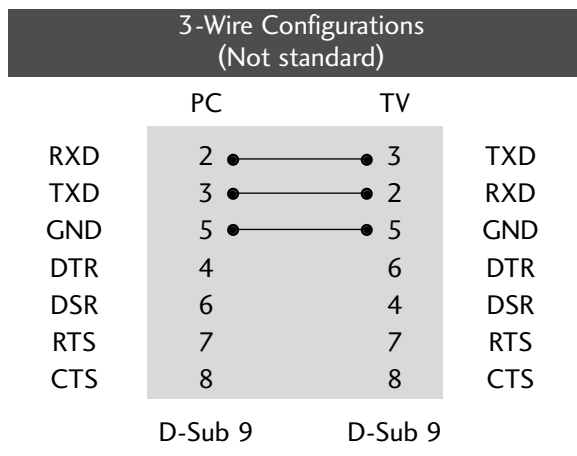 3-Wire Configurations
(Not standard)
PC TV
RXD 2 3 TXD
TXD 3 2 RXD
GND 5 5 GND
DTR 4 6 DTR
DSR 6 4 DSR
RTS 7 7 RTS
CTS 8 8 CTS
D-Sub 9 D-Sub 9